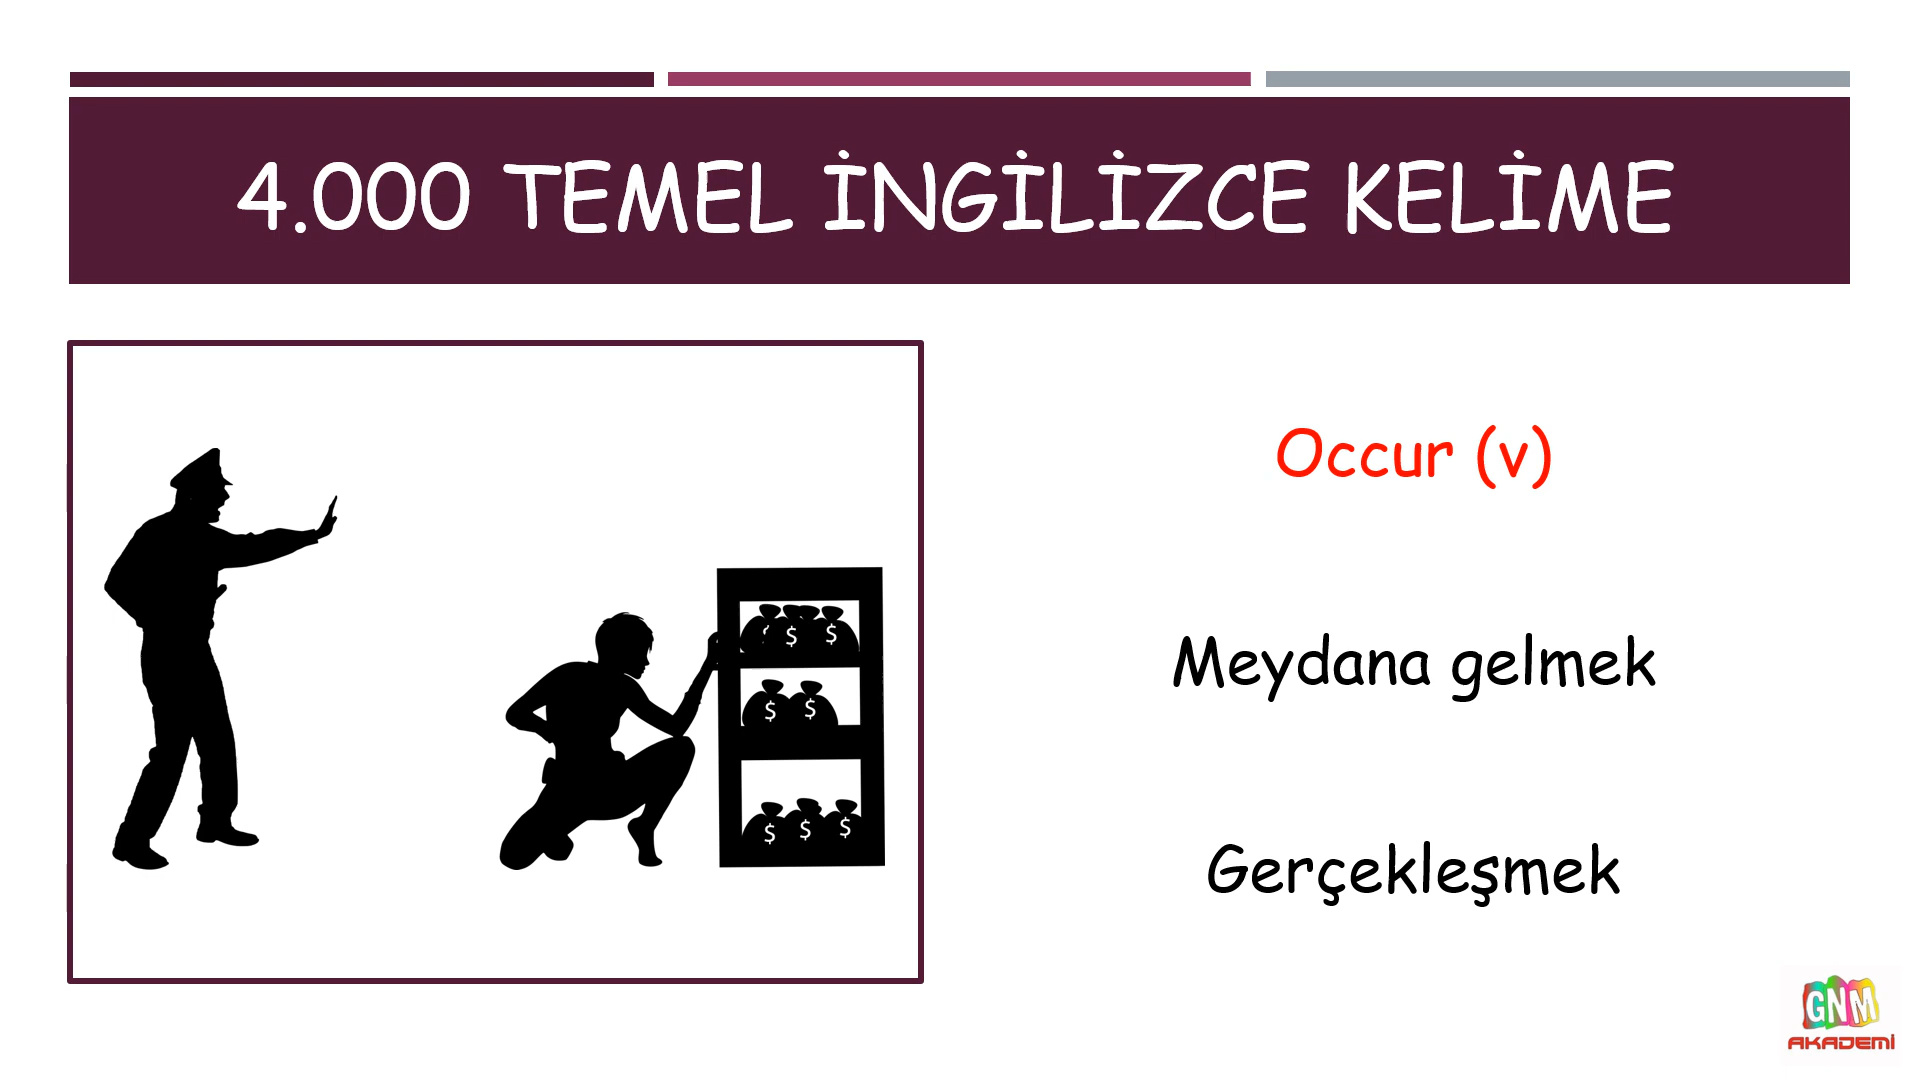 4.000 TEMEL İNGİLİZCE KELİME
Occur (v)
Meydana gelmek
Gerçekleşmek
$ $
$ $
$ $ $
GNM
AKADEMİ